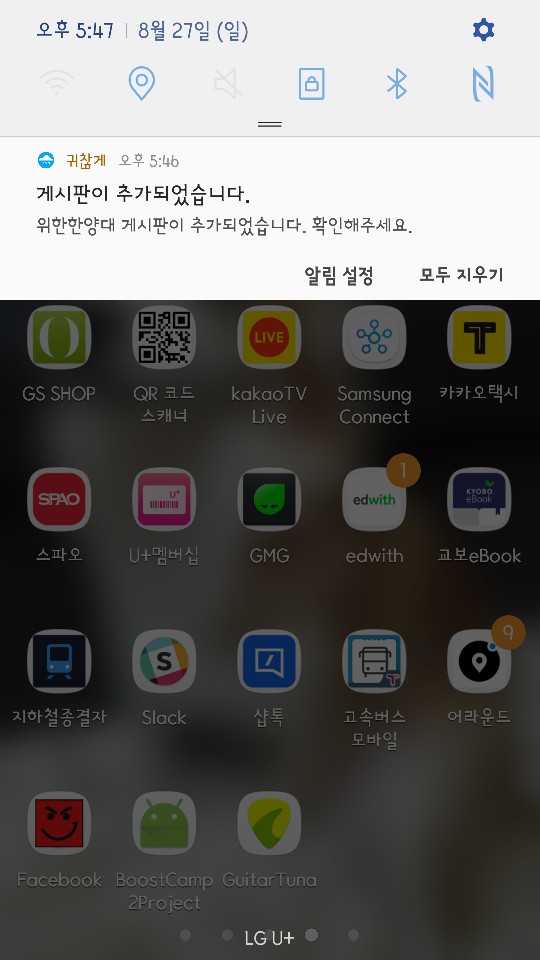 오후 5:47 | 8월 27일 (일)
귀찮게 오후 5:46
게시판이 추가되었습니다.
위한한양대 게시판이 추가되었습니다. 확인해주세요.
알림 설정 모두 지우기
LIVE T
GS SHOP QR 코드 스캐너 kakaoTV Live Samsung Connect 카카오택시
SPAO U+ edwith 1 KYOBO eBook
스파오 U+멤버십 GMG edwith 교보eBook
S T 9
지하철종결자 Slack 샵톡 고속버스 모바일 어라운드
Facebook BoostCamp 2Project GuitarTuna
LG U+